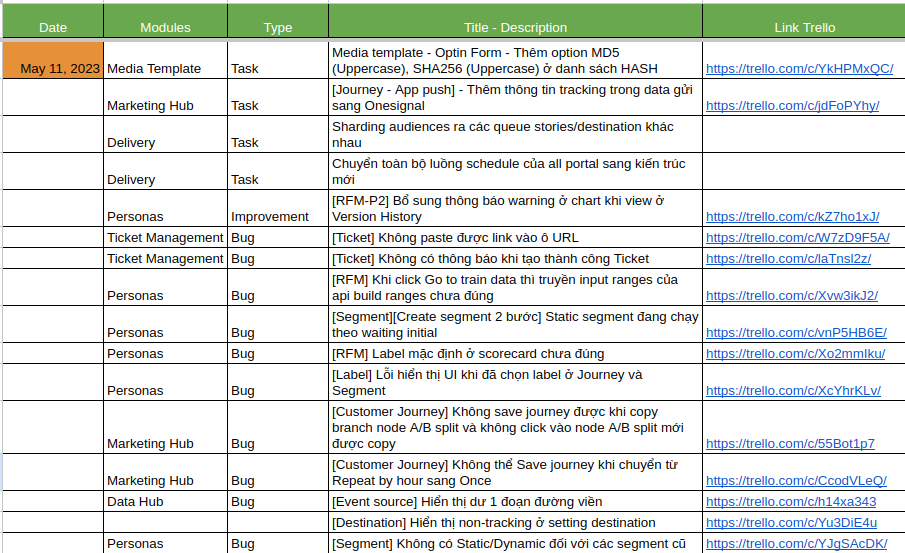 Date Modules Type Title - Description Link Trello
May 11, 2023 Media Template Task Media template - Optin Form - Thêm option MD5
(Uppercase), SHA256 (Uppercase) ở danh sách HASH https://trello.com/c/YkHPMxQC/
Marketing Hub Task [Journey - App push] - Thêm thông tin tracking trong data gửi
sang Onesignal https://trello.com/c/jdFoPYhy/
Delivery Task Sharding audiences ra các queue stories/destination khác
nhau
Delivery Task Chuyển toàn bộ luồng schedule của all portal sang kiến trúc
mới
Personas Improvement [RFM-P2] Bổ sung thông báo warning ở chart khi view ở
Version History https://trello.com/c/kZ7ho1xJ/
Ticket Management Bug [Ticket] Không paste được link vào ô URL https://trello.com/c/W7zD9F5A/
Ticket Management Bug [Ticket] Không có thông báo khi tạo thành công Ticket https://trello.com/c/laTnsl2z/
Personas Bug [RFM] Khi click Go to train data thì truyền input ranges của
api build ranges chưa đúng https://trello.com/c/Xvw3ikJ2/
Personas Bug [Segment][Create segment 2 bước] Static segment đang chạy
theo waiting initial https://trello.com/c/vnP5HB6E/
Personas Bug [RFM] Label mặc định ở scorecard chưa đúng https://trello.com/c/Xo2mmIku/
Personas Bug [Label] Lỗi hiển thị UI khi đã chọn label ở Journey và
Segment https://trello.com/c/XcYhrKLv/
Marketing Hub Bug [Customer Journey] Không save journey được khi copy
branch node A/B split và không click vào node A/B split mới
được copy https://trello.com/c/55Bot1p7
Marketing Hub Bug [Customer Journey] Không thể Save journey khi chuyển từ
Repeat by hour sang Once https://trello.com/c/CcodVLeQ/
Data Hub Bug [Event source] Hiển thị dư 1 đoạn đường viền https://trello.com/c/h14xa343
[Destination] Hiển thị non-tracking ở setting destination https://trello.com/c/Yu3DiE4u
Personas Bug [Segment] Không có Static/Dynamic đối với các segment cũ https://trello.com/c/YJgSAcDK/